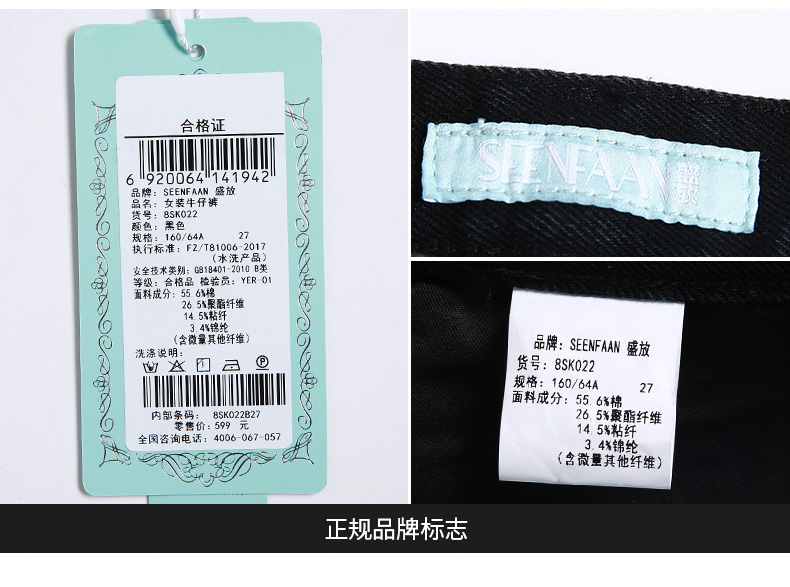 合格证
6 920064 141942
品牌: SEENFAAN 盛放
品名: 女装牛仔裤
货号: 8SK022
颜色: 黑色
规格: 160/64A 27
执行标准: FZ/T81006-2017
(水洗产品)
安全技术类别: GB18401-2010 B类
等级: 合格品 检验员: YER-01
面料成分: 55.6%棉
26.5%聚酯纤维
14.5%粘纤
3.4%锦纶
(含微量其他纤维)
洗涤说明:
内部条码: 8SK022B27
零售价: 599 元
全国咨询电话: 4006-067-057
SEENFAAN 盛放
品牌: SEENFAAN 盛放
货号: 8SK022
规格: 160/64A 27
面料成分: 55.6%棉
26.5%聚酯纤维
14.5%粘纤
3.4%锦纶
(含微量其他纤维)
正规品牌标志